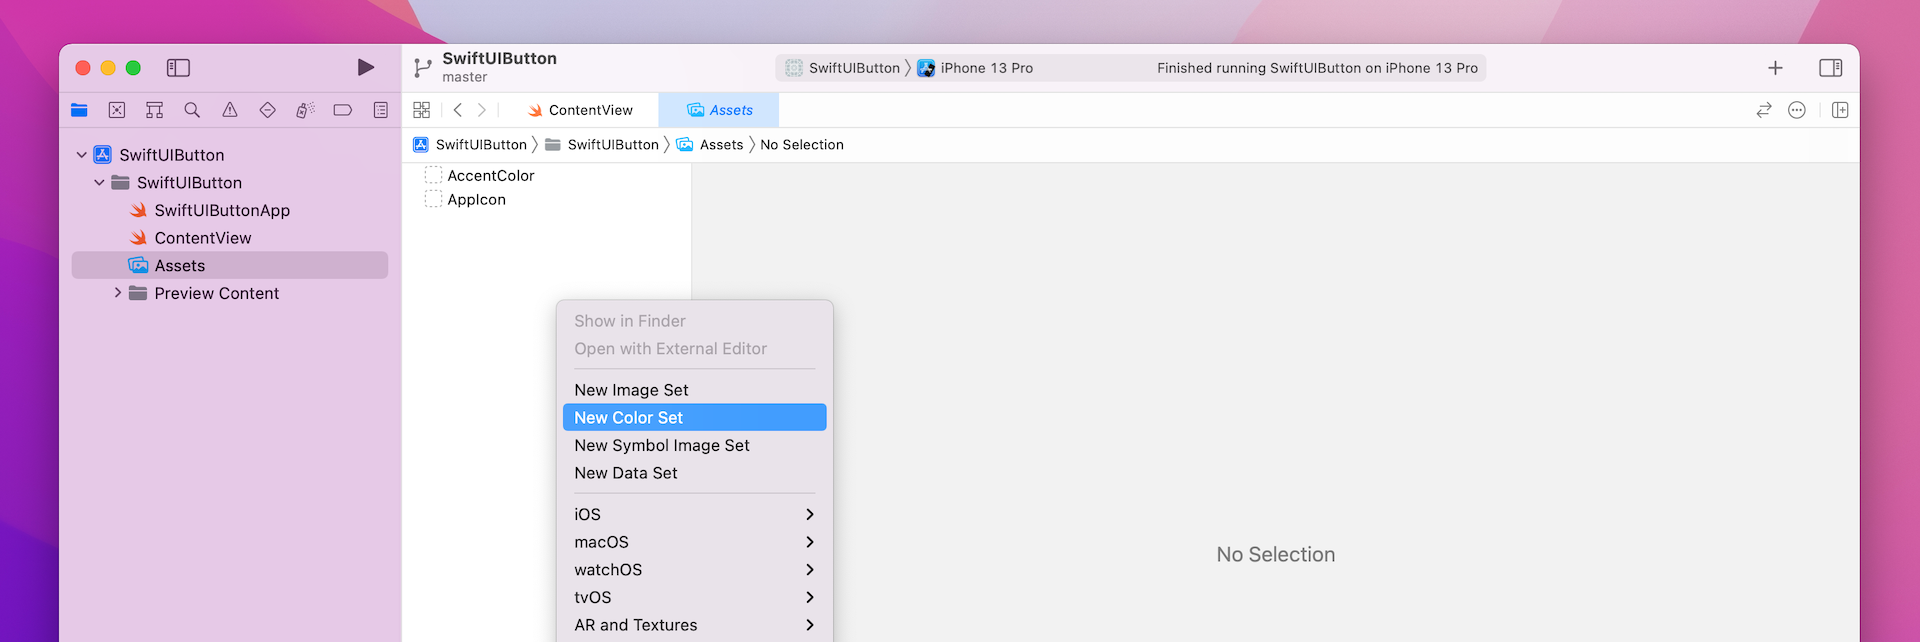 SwiftUIButton
master
SwiftUIButton
iPhone 13 Pro
Finished running SwiftUIButton on iPhone 13 Pro
ContentView
Assets
SwiftUIButton
SwiftUIButton
Assets
No Selection
SwiftUIButton
SwiftUIButton
SwiftUIButtonApp
ContentView
Assets
Preview Content
AccentColor
AppIcon
Show in Finder
Open with External Editor
New Image Set
New Color Set
New Symbol Image Set
New Data Set
iOS
macOS
watchOS
tvOS
AR and Textures
No Selection